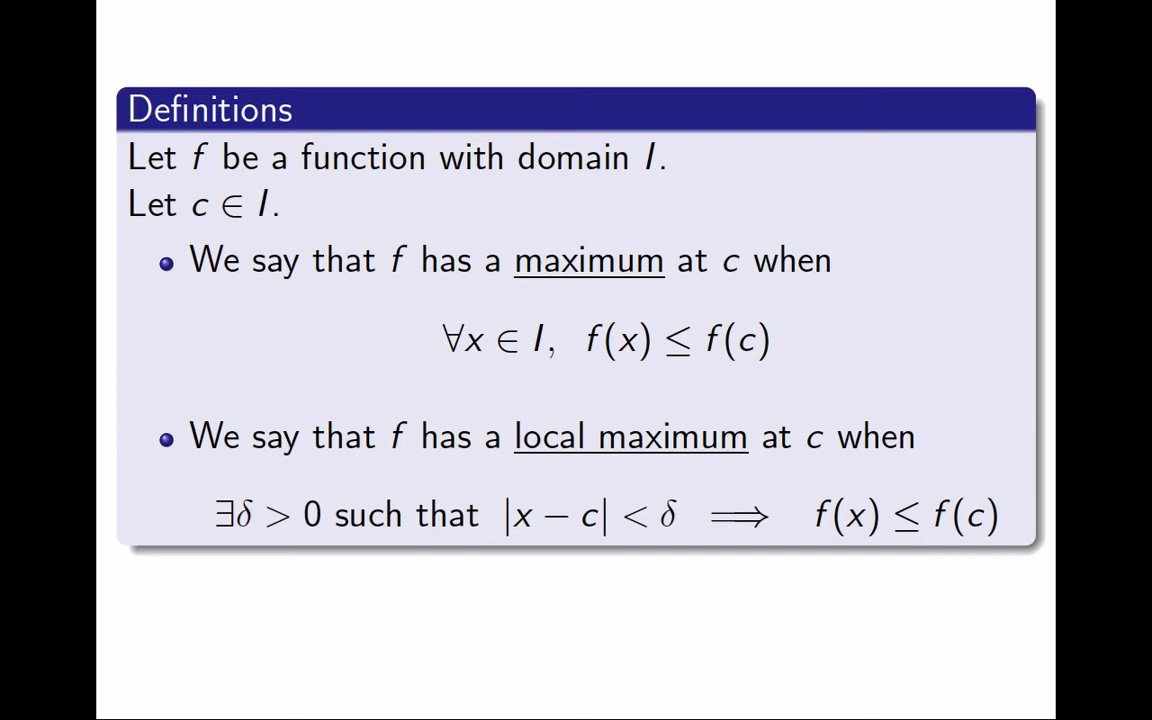 Definitions
Let f be a function with domain I.
Let c ∈ I.
We say that f has a maximum at c when
∀x ∈ I, f(x) ≤ f(c)
We say that f has a local maximum at c when
∃δ > 0 such that |x − c| < δ ⟹ f(x) ≤ f(c)